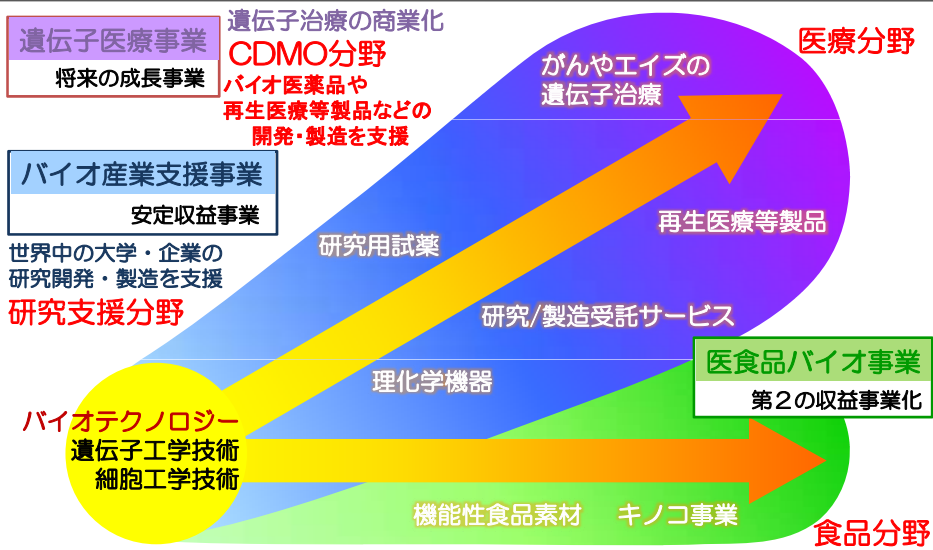 遺伝子医療事業
将来の成長事業
遺伝子治療の商業化
CDMO分野
バイオ医薬品や
再生医療等製品などの
開発・製造を支援
医療分野
がんやエイズの
遺伝子治療
バイオ産業支援事業
安定収益事業
世界中の大学・企業の
研究開発・製造を支援
研究支援分野
再生医療等製品
研究用試薬
研究/製造受託サービス
理化学機器
医食品バイオ事業
第2の収益事業化
バイオテクノロジー
遺伝子工学技術
細胞工学技術
機能性食品素材 キノコ事業
食品分野